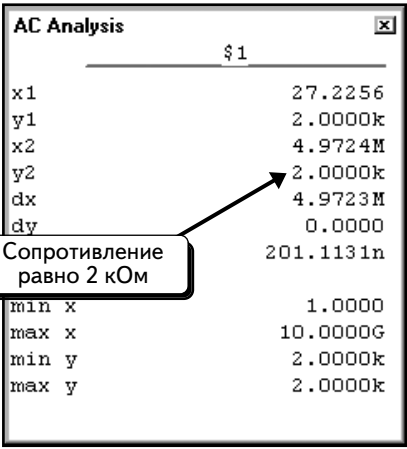 AC Analysis
$1
x1 27.2256
y1 2.0000k
x2 4.9724M
y2 2.0000k
dx 4.9723M
dy 0.0000
Сопротивление
равно 2 кОм
201.1131n
min x 1.0000
max x 10.0000G
min y 2.0000k
max y 2.0000k